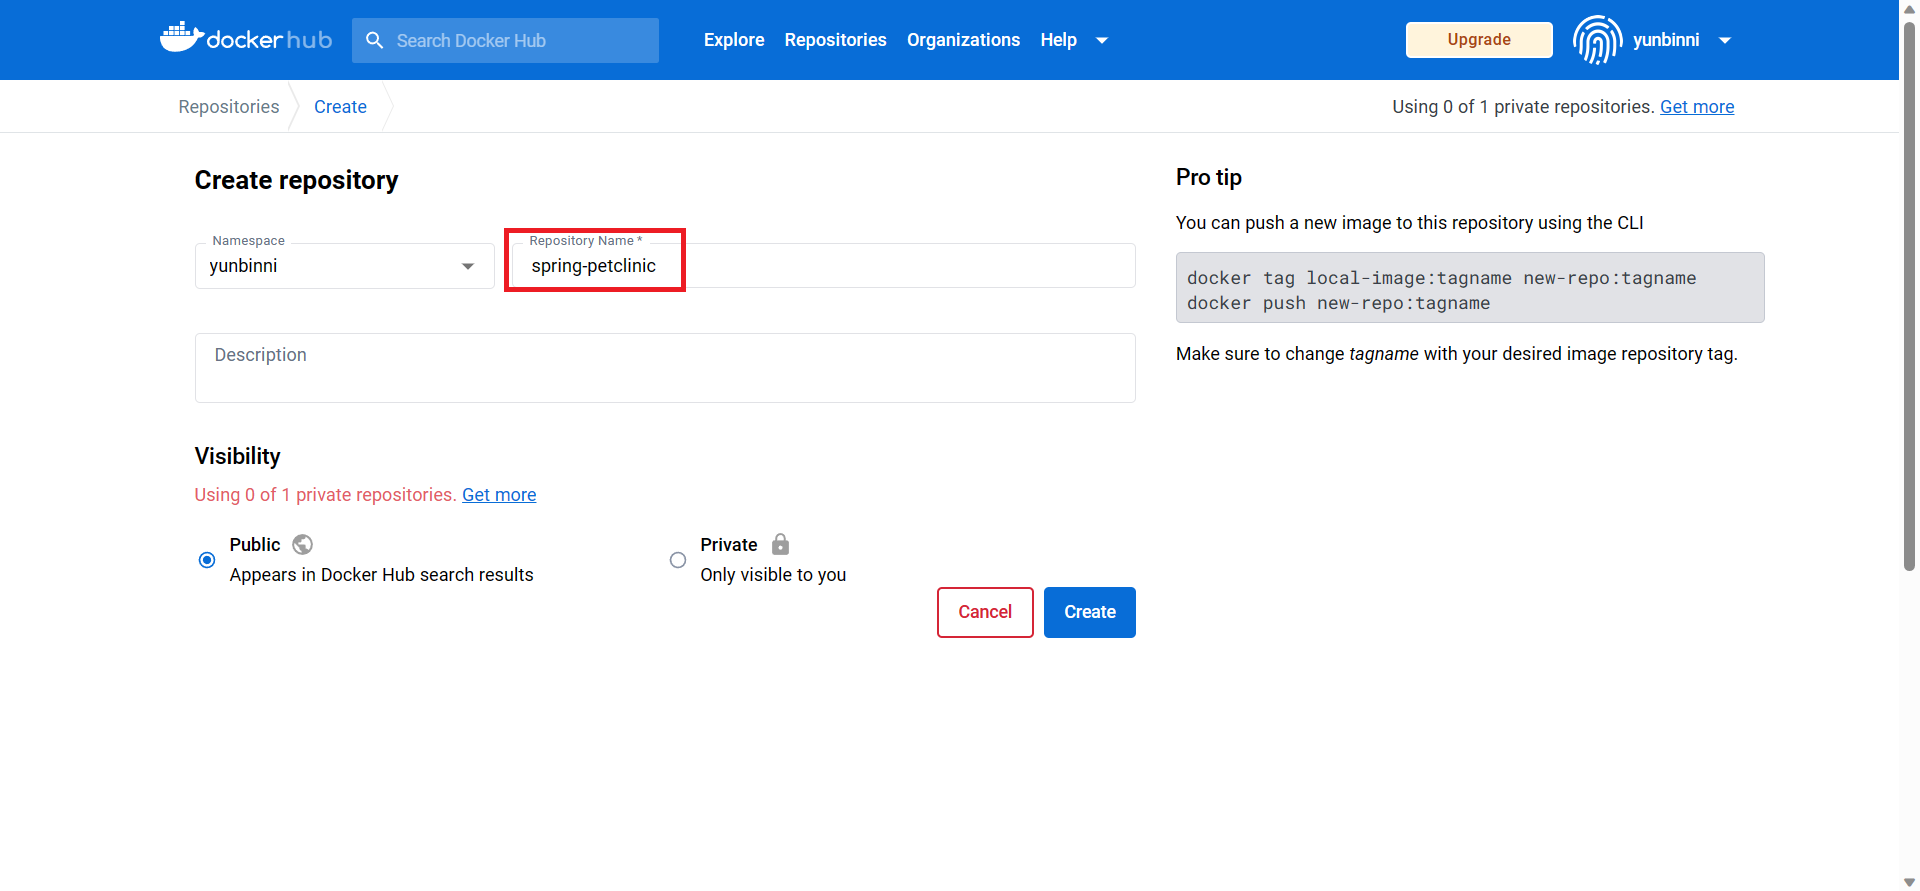 docker hub
Search Docker Hub
Explore
Repositories
Organizations
Help
Upgrade
yunbinni
Repositories
Create
Using 0 of 1 private repositories. Get more
Create repository
Namespace
yunbinni
Repository Name *
spring-petclinic
Description
Visibility
Using 0 of 1 private repositories. Get more
Public
Appears in Docker Hub search results
Private
Only visible to you
Cancel
Create
Pro tip
You can push a new image to this repository using the CLI
docker tag local-image:tagname new-repo:tagname
docker push new-repo:tagname
Make sure to change tagname with your desired image repository tag.